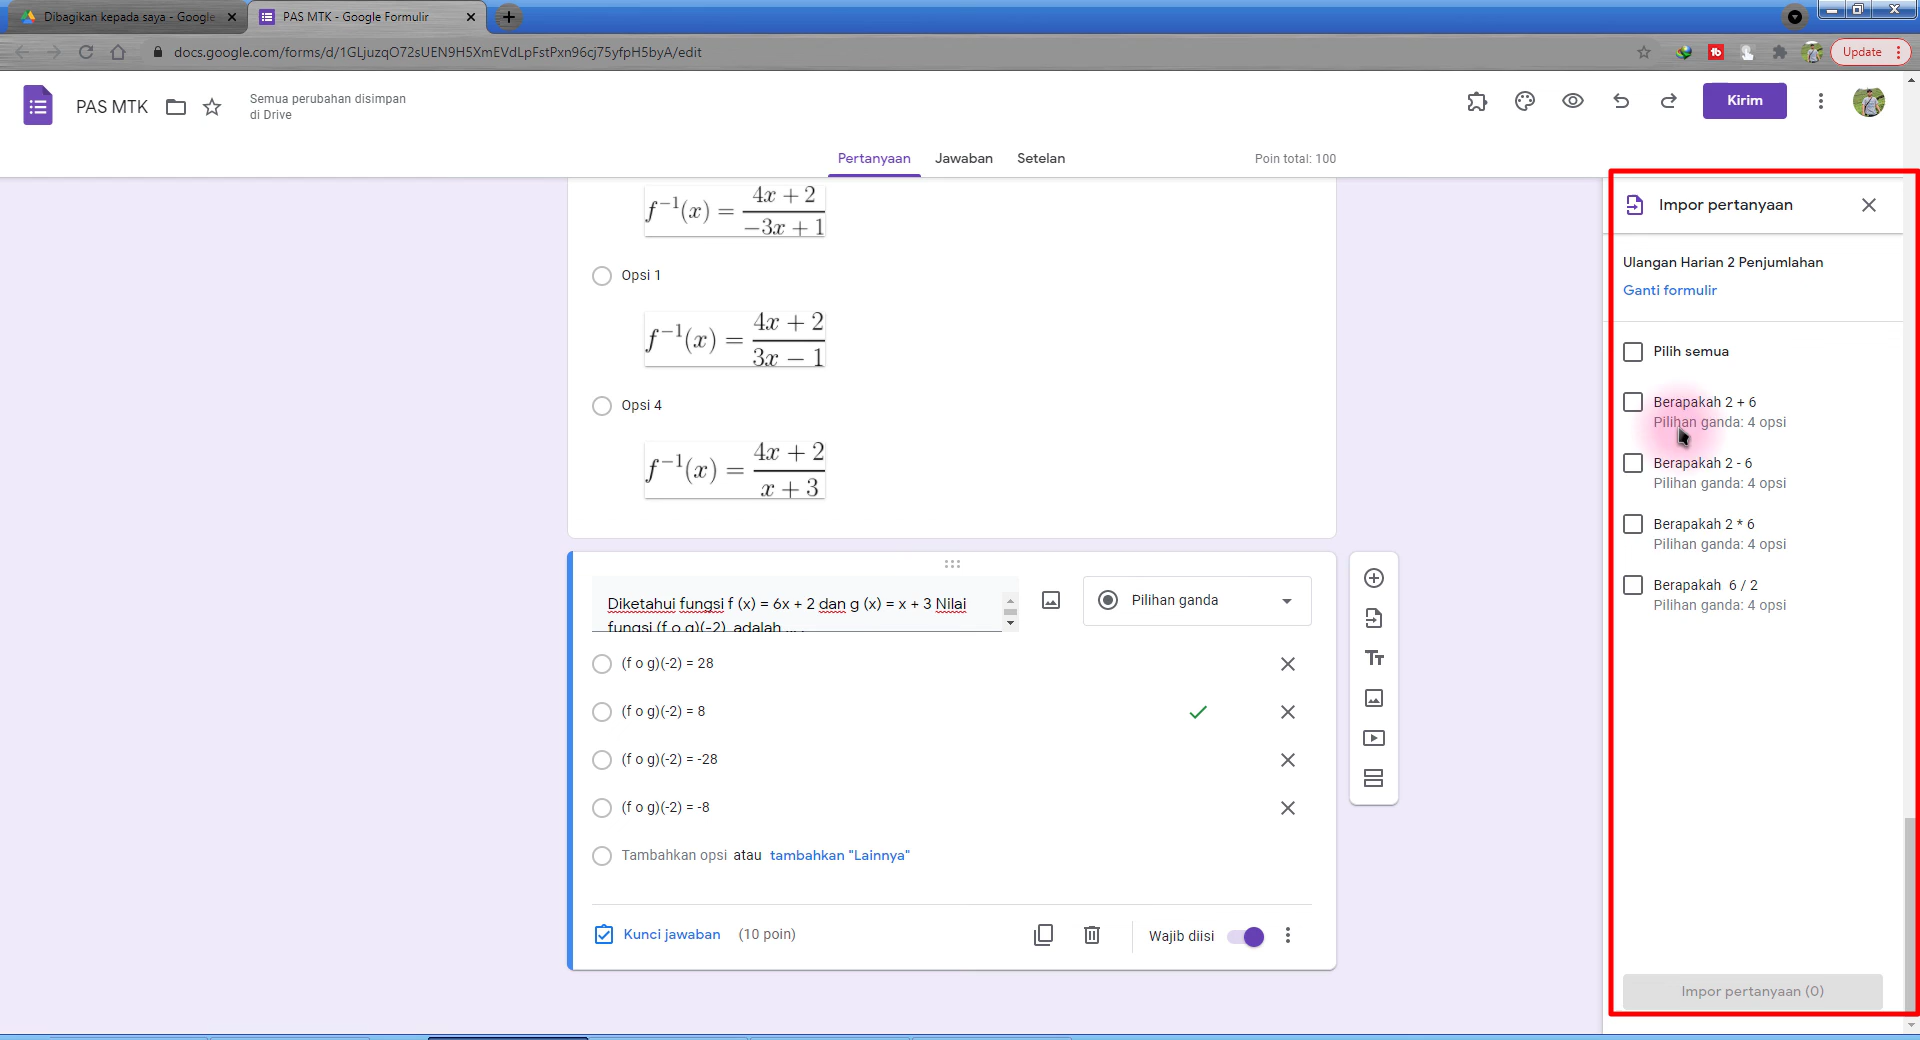 Dibagikan kepada saya - Google
PAS MTK - Google Formulir
docs.google.com/forms/d/1GLjuzqO72sUEN9H5XmEVdLpFstPxn96cj75yfpH5byA/edit
Update
PAS MTK
Semua perubahan disimpan
di Drive
Kirim
Pertanyaan
Jawaban
Setelan
Poin total: 100
f⁻¹(x) = (4x + 2)/(-3x + 1)
Opsi 1
f⁻¹(x) = (4x + 2)/(3x − 1)
Opsi 4
f⁻¹(x) = (4x + 2)/(x + 3)
Diketahui fungsi f (x) = 6x + 2 dan g (x) = x + 3 Nilai
fungsi (f o g)(-2) adalah ....
Pilihan ganda
(f o g)(-2) = 28
(f o g)(-2) = 8
(f o g)(-2) = -28
(f o g)(-2) = -8
Tambahkan opsi atau tambahkan "Lainnya"
Kunci jawaban (10 poin)
Wajib diisi
Impor pertanyaan
Ulangan Harian 2 Penjumlahan
Ganti formulir
Pilih semua
Berapakah 2 + 6
Pilihan ganda: 4 opsi
Berapakah 2 - 6
Pilihan ganda: 4 opsi
Berapakah 2 * 6
Pilihan ganda: 4 opsi
Berapakah 6 / 2
Pilihan ganda: 4 opsi
Impor pertanyaan (0)